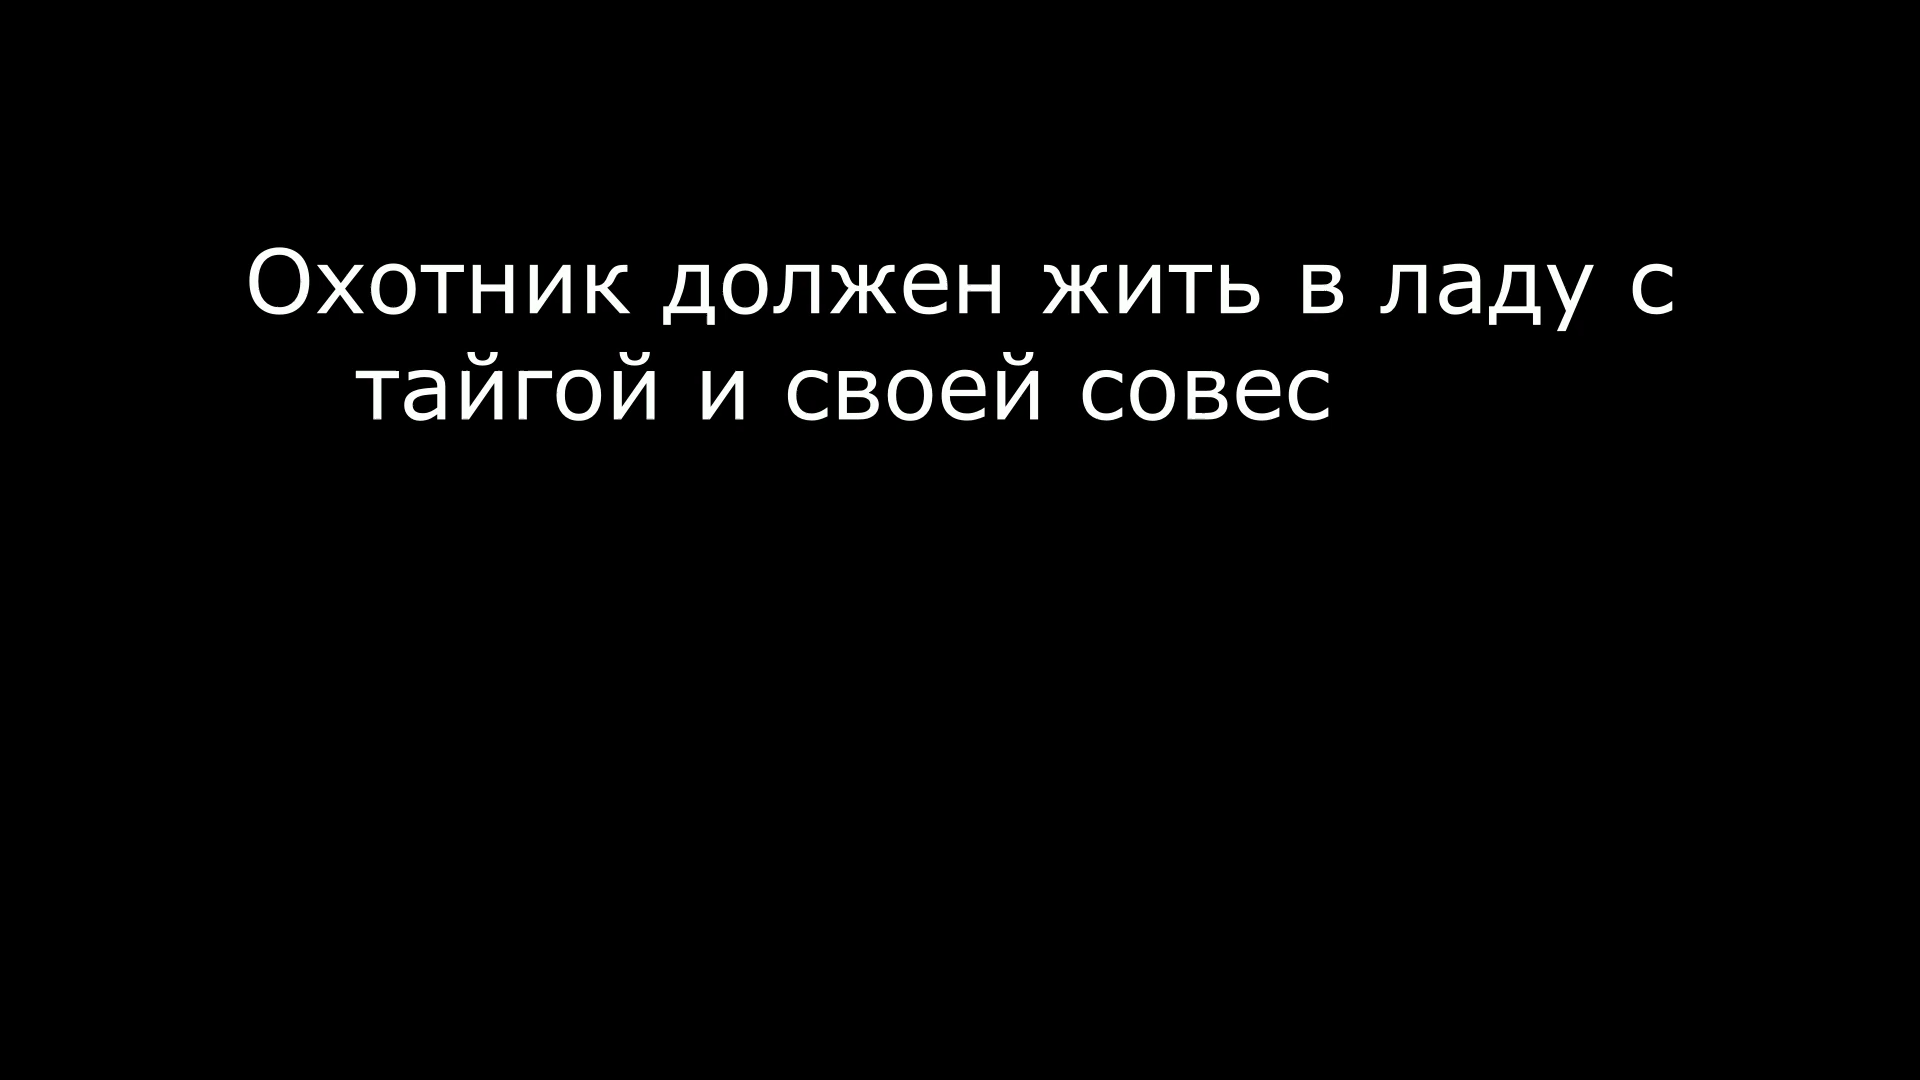 Охотник должен жить в ладу с
тайгой и своей совес